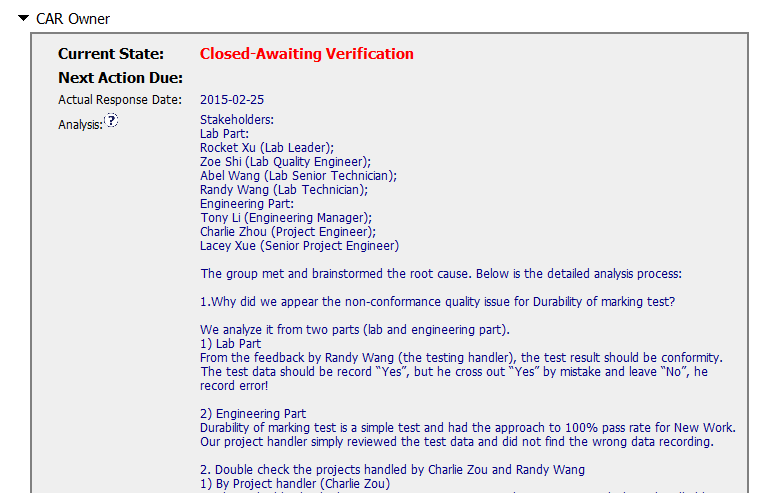 CAR Owner
Current State: Closed-Awaiting Verification
Next Action Due:
Actual Response Date: 2015-02-25
Analysis: ? Stakeholders:
Lab Part:
Rocket Xu (Lab Leader);
Zoe Shi (Lab Quality Engineer);
Abel Wang (Lab Senior Technician);
Randy Wang (Lab Technician);
Engineering Part:
Tony Li (Engineering Manager);
Charlie Zhou (Project Engineer);
Lacey Xue (Senior Project Engineer)
The group met and brainstormed the root cause. Below is the detailed analysis process:
1.Why did we appear the non-conformance quality issue for Durability of marking test?
We analyze it from two parts (lab and engineering part).
1) Lab Part
From the feedback by Randy Wang (the testing handler), the test result should be conformity.
The test data should be record “Yes”, but he cross out “Yes” by mistake and leave “No”, he
record error!
2) Engineering Part
Durability of marking test is a simple test and had the approach to 100% pass rate for New Work.
Our project handler simply reviewed the test data and did not find the wrong data recording.
2. Double check the projects handled by Charlie Zou and Randy Wang
1) By Project handler (Charlie Zou)